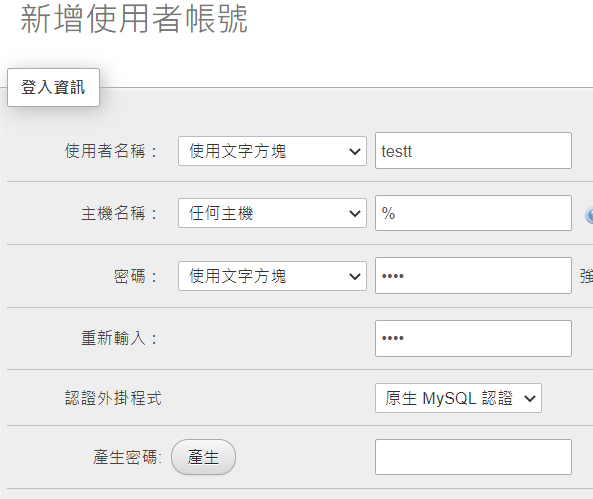 新增使用者帳號
登入資訊
使用者名稱： 使用文字方塊 testt
主機名稱： 任何主機 %
密碼： 使用文字方塊 •••• 強
重新輸入： ••••
認證外掛程式 原生 MySQL 認證
產生密碼: 產生